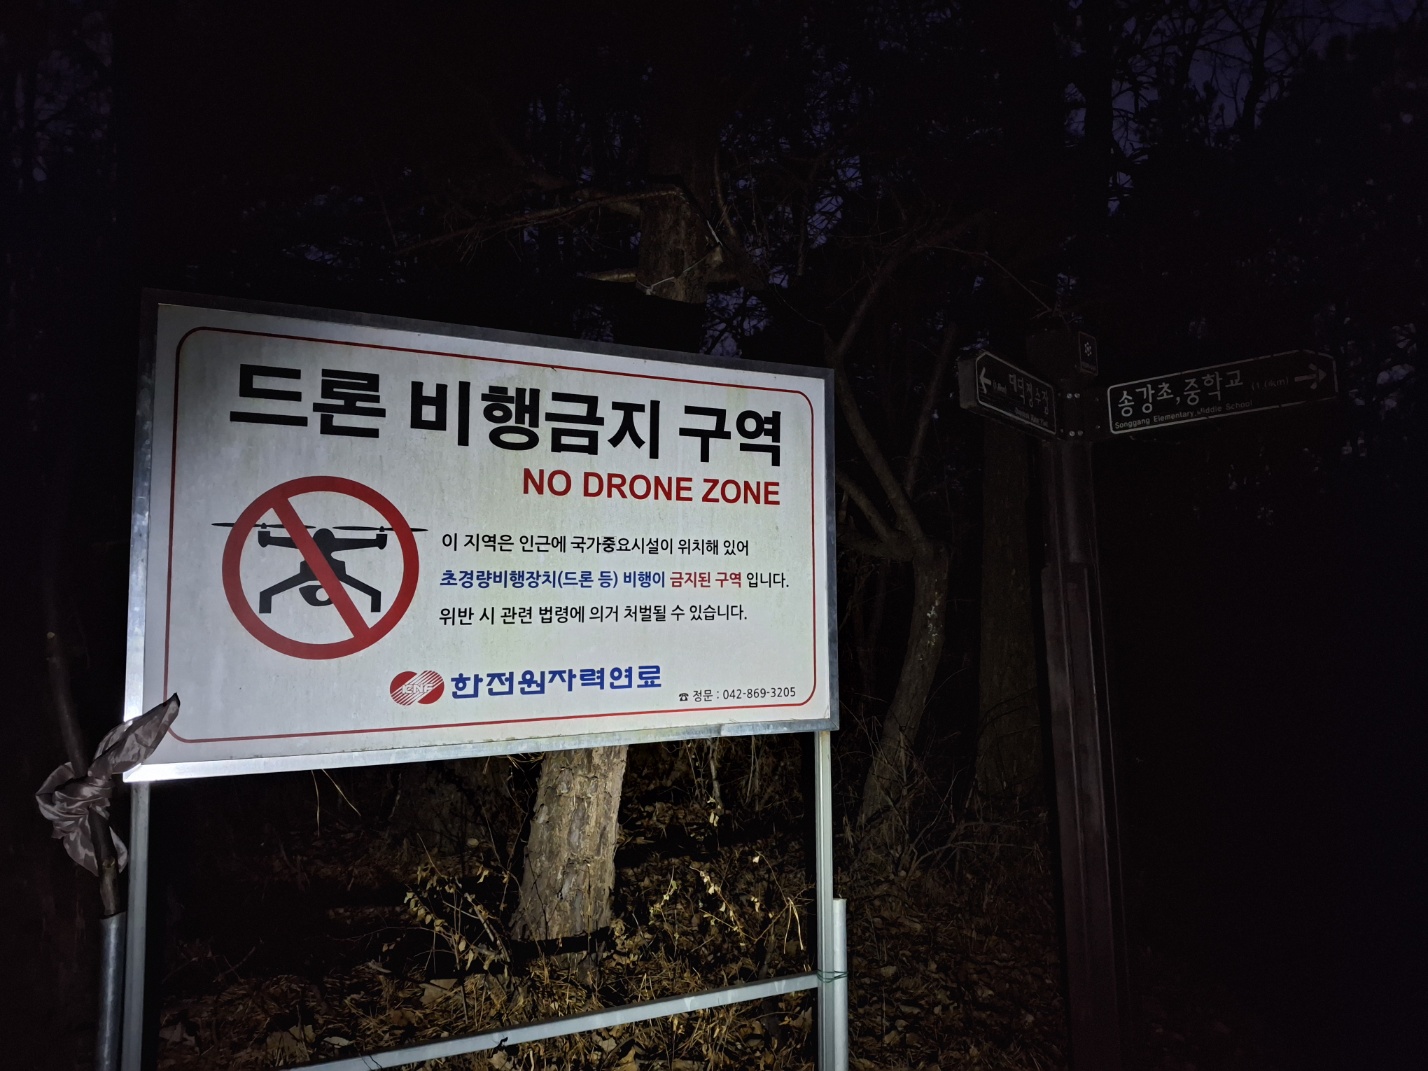 드론 비행금지 구역
NO DRONE ZONE
이 지역은 인근에 국가중요시설이 위치해 있어
초경량비행장치(드론 등) 비행이 금지된 구역 입니다.
위반 시 관련 법령에 의거 처벌될 수 있습니다.
KNF 한전원자력연료
☎ 정문 : 042-869-3205
송강초,중학교
Songgang Elementary,Middle School